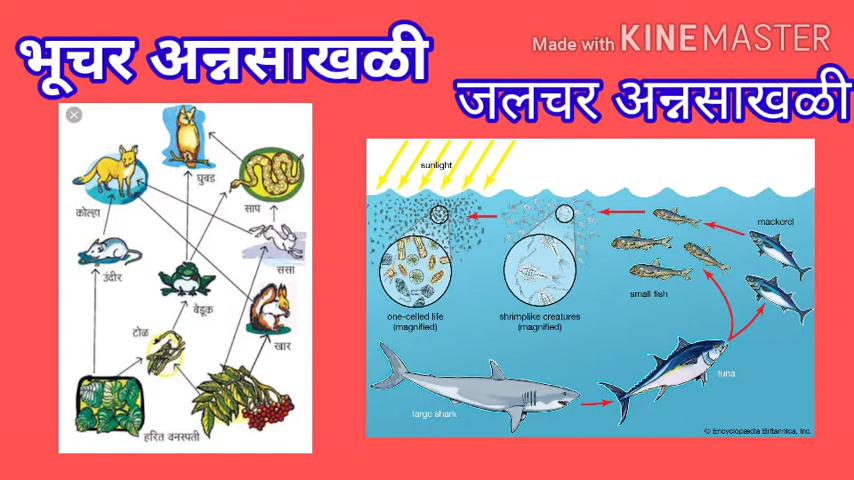 भूचर अन्नसाखळी
Made with KINEMASTER
जलचर अन्नसाखळी
घुबड
कोल्हा
साप
उंदीर
ससा
बेडूक
टोळ
खार
हरित वनस्पती
sunlight
mackerel
small fish
one-celled life
(magnified)
shrimplike creatures
(magnified)
tuna
large shark
© Encyclopædia Britannica, Inc.